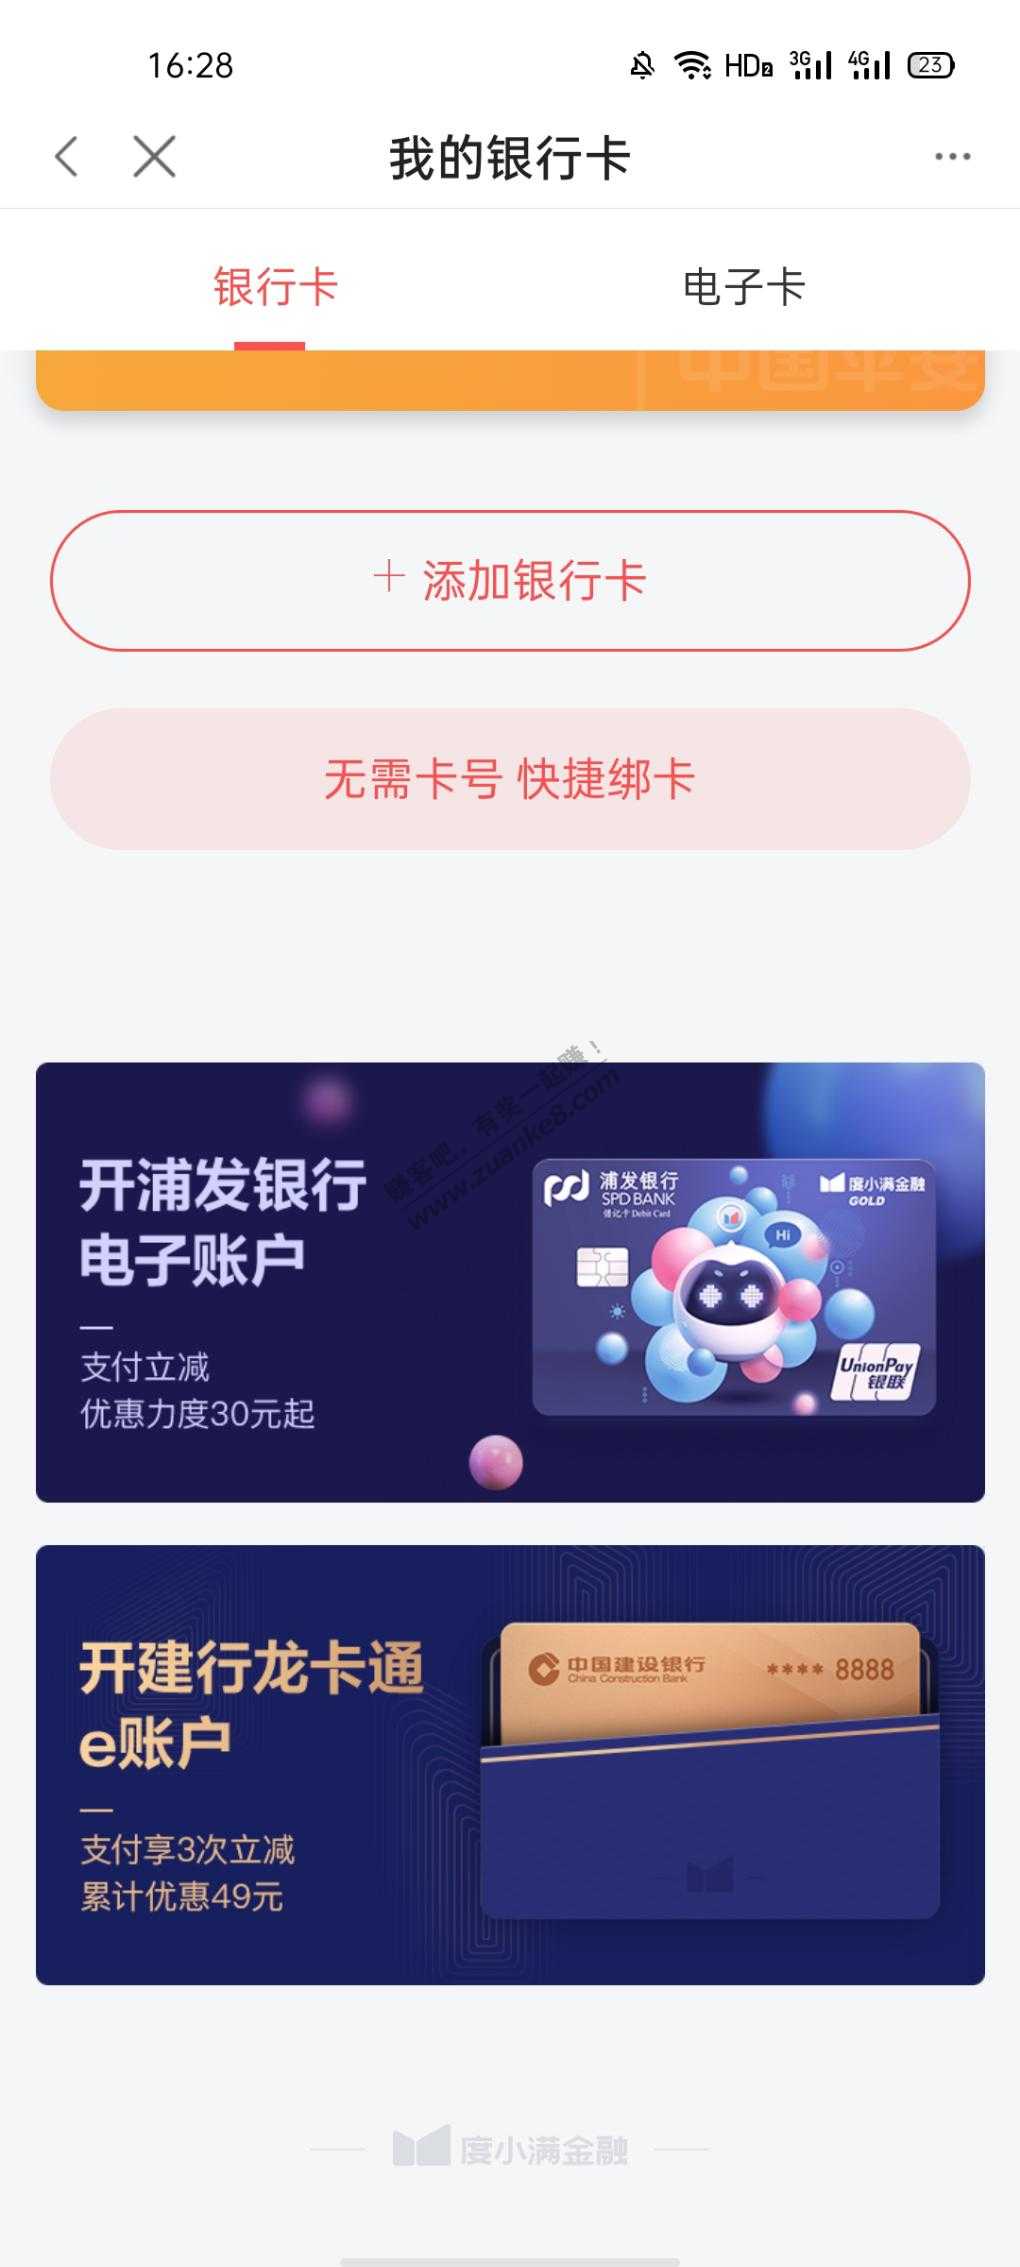 16:28
HD2 3G 4G 23
我的银行卡
银行卡
电子卡
中国平安
+ 添加银行卡
无需卡号 快捷绑卡
赚客吧，有奖一起赚！
www.zuanke8.com
开浦发银行
电子账户
支付立减
优惠力度30元起
浦发银行
SPD BANK
借记卡 Debit Card
度小满金融
GOLD
Hi
UnionPay
银联
开建行龙卡通
e账户
支付享3次立减
累计优惠49元
中国建设银行
China Construction Bank
**** 8888
度小满金融